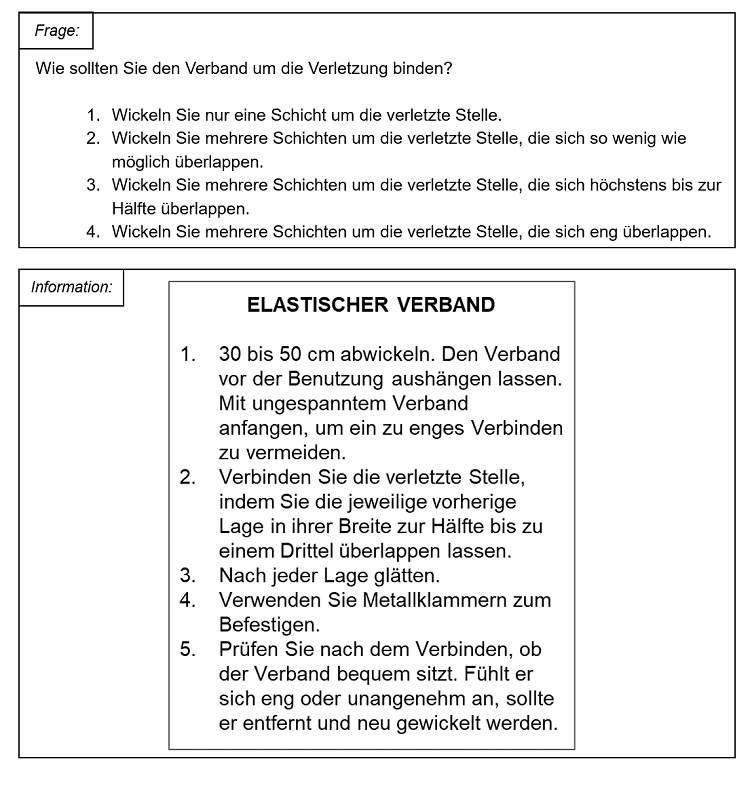 Frage:
Wie sollten Sie den Verband um die Verletzung binden?
1. Wickeln Sie nur eine Schicht um die verletzte Stelle.
2. Wickeln Sie mehrere Schichten um die verletzte Stelle, die sich so wenig wie
möglich überlappen.
3. Wickeln Sie mehrere Schichten um die verletzte Stelle, die sich höchstens bis zur
Hälfte überlappen.
4. Wickeln Sie mehrere Schichten um die verletzte Stelle, die sich eng überlappen.
Information:
ELASTISCHER VERBAND
1. 30 bis 50 cm abwickeln. Den Verband
vor der Benutzung aushängen lassen.
Mit ungespanntem Verband
anfangen, um ein zu enges Verbinden
zu vermeiden.
2. Verbinden Sie die verletzte Stelle,
indem Sie die jeweilige vorherige
Lage in ihrer Breite zur Hälfte bis zu
einem Drittel überlappen lassen.
3. Nach jeder Lage glätten.
4. Verwenden Sie Metallklammern zum
Befestigen.
5. Prüfen Sie nach dem Verbinden, ob
der Verband bequem sitzt. Fühlt er
sich eng oder unangenehm an, sollte
er entfernt und neu gewickelt werden.